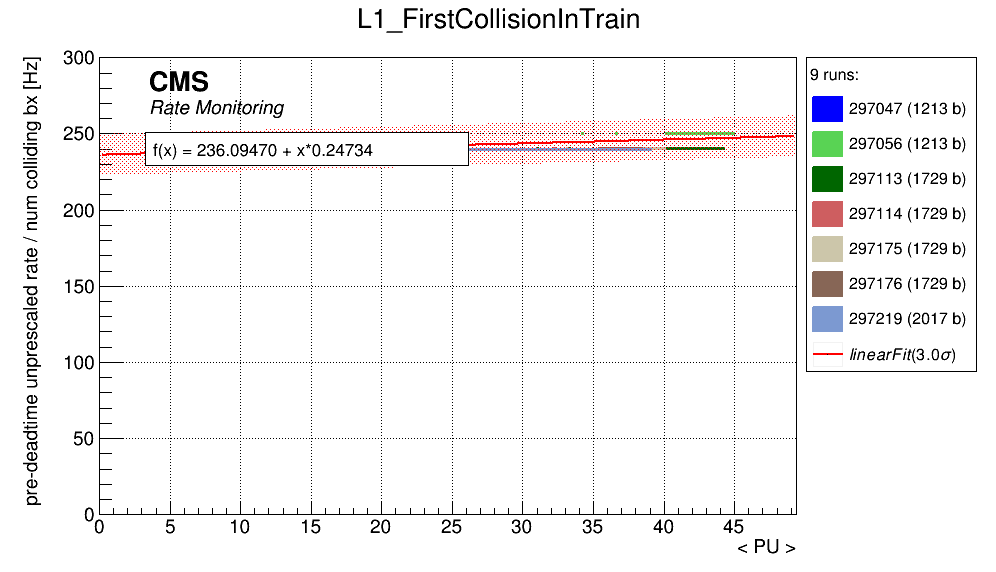 L1_FirstCollisionInTrain
pre-deadtime unprescaled rate / num colliding bx [Hz]
300
250
200
150
100
50
0
CMS
Rate Monitoring
f(x) = 236.09470 + x*0.24734
0 5 10 15 20 25 30 35 40 45
< PU >
9 runs:
297047 (1213 b)
297056 (1213 b)
297113 (1729 b)
297114 (1729 b)
297175 (1729 b)
297176 (1729 b)
297219 (2017 b)
linearFit(3.0σ)